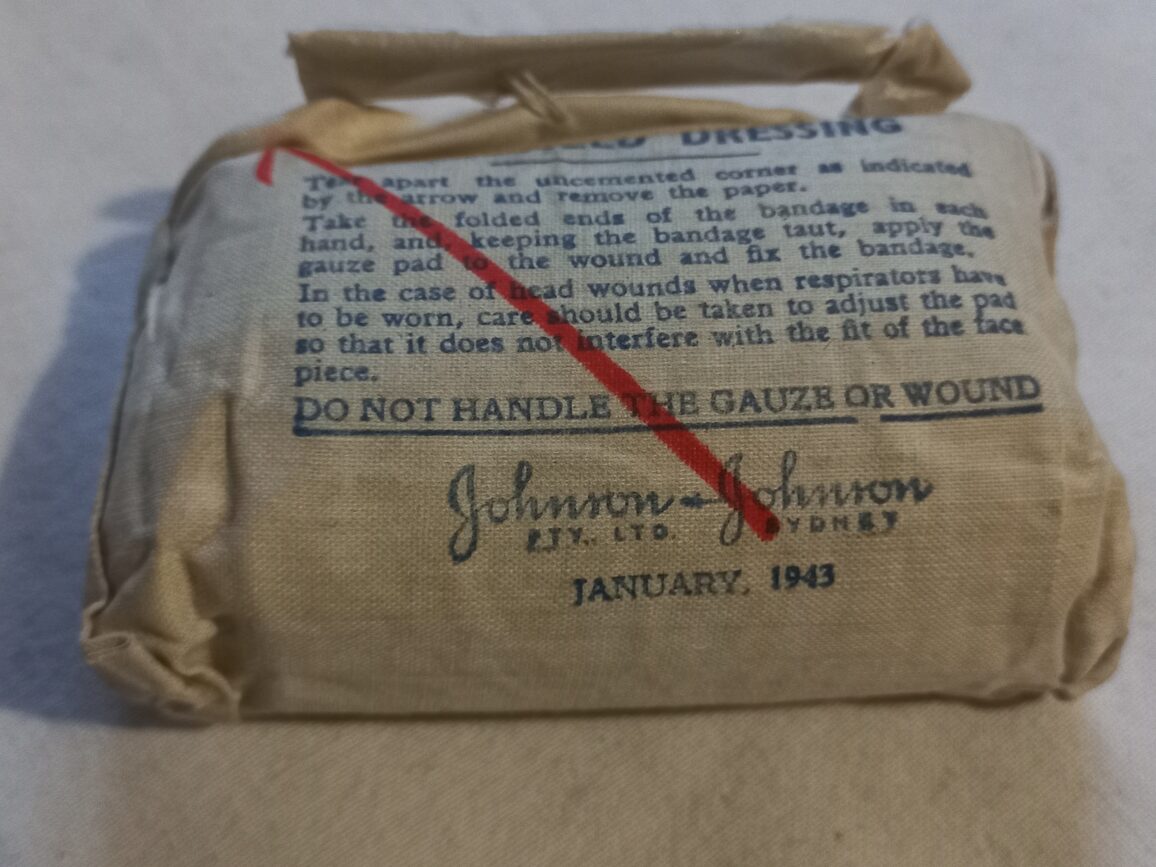 DRESSING
Tear apart the uncemented corner as indicated
by the arrow and remove the paper.
Take the folded ends of the bandage in each
hand, and, keeping the bandage taut, apply the
gauze pad to the wound and fix the bandage.
In the case of head wounds when respirators have
to be worn, care should be taken to adjust the pad
so that it does not interfere with the fit of the face
piece.
DO NOT HANDLE THE GAUZE OR WOUND
Johnson & Johnson
PTY. LTD. SYDNEY
JANUARY, 1943